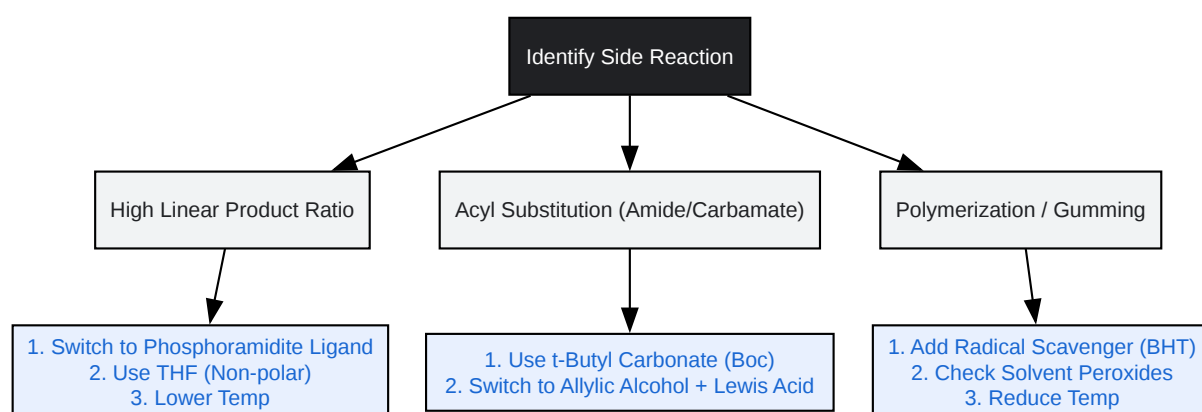 Identify Side Reaction
High Linear Product Ratio
Acyl Substitution (Amide/Carbamate)
Polymerization / Gumming
1. Switch to Phosphoramidite Ligand
2. Use THF (Non-polar)
3. Lower Temp
1. Use t-Butyl Carbonate (Boc)
2. Switch to Allylic Alcohol + Lewis Acid
1. Add Radical Scavenger (BHT)
2. Check Solvent Peroxides
3. Reduce Temp